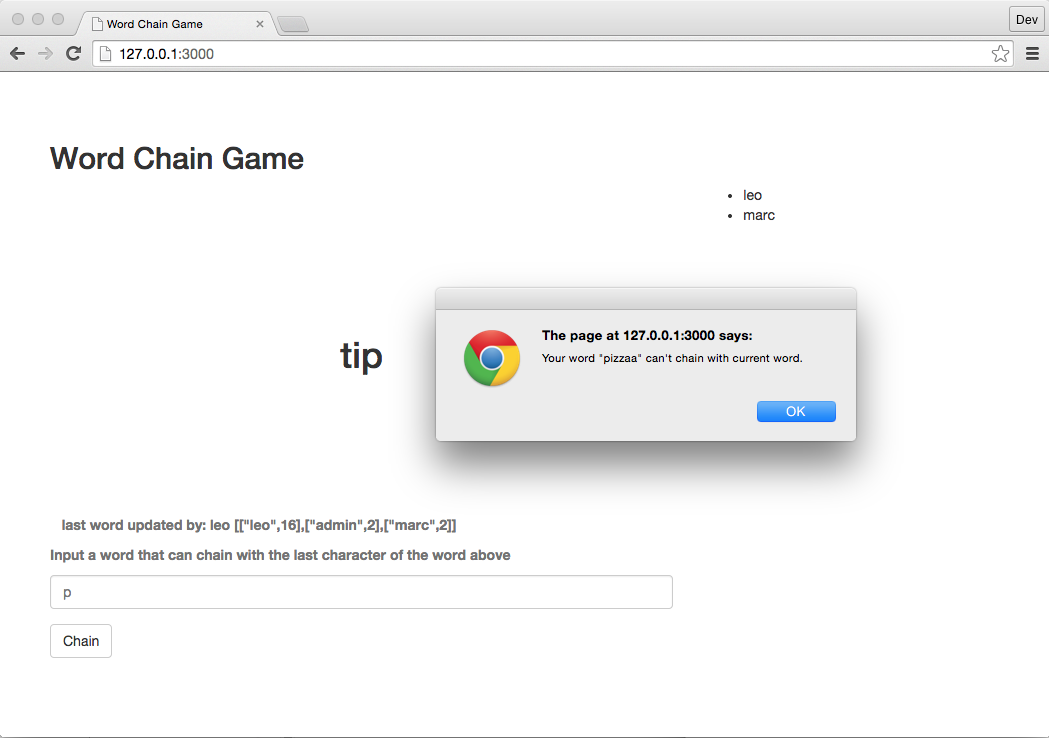 Word Chain Game
Dev
127.0.0.1:3000
Word Chain Game
leo
marc
tip
The page at 127.0.0.1:3000 says:
Your word "pizzaa" can't chain with current word.
OK
last word updated by: leo [["leo",16],["admin",2],["marc",2]]
Input a word that can chain with the last character of the word above
p
Chain